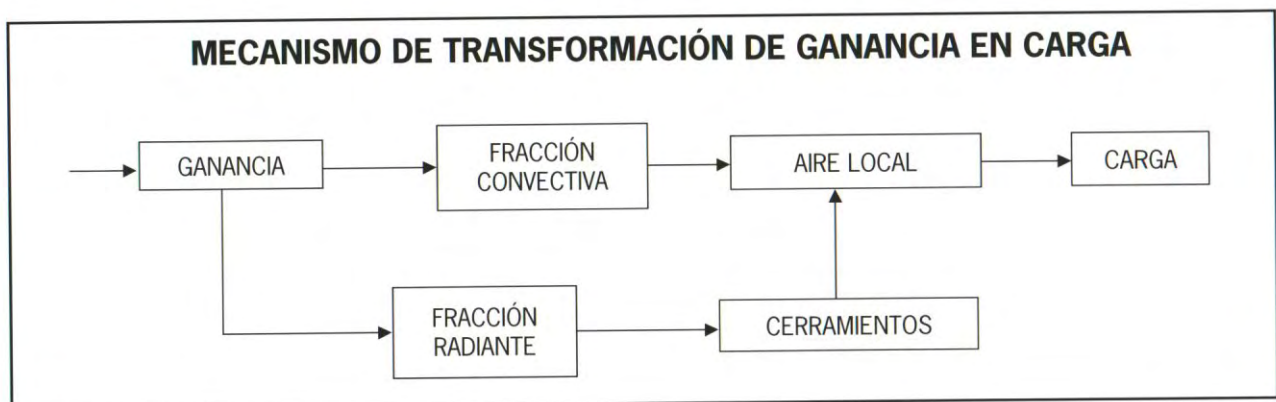 MECANISMO DE TRANSFORMACIÓN DE GANANCIA EN CARGA
GANANCIA
FRACCIÓN
CONVECTIVA
AIRE LOCAL
CARGA
FRACCIÓN
RADIANTE
CERRAMIENTOS